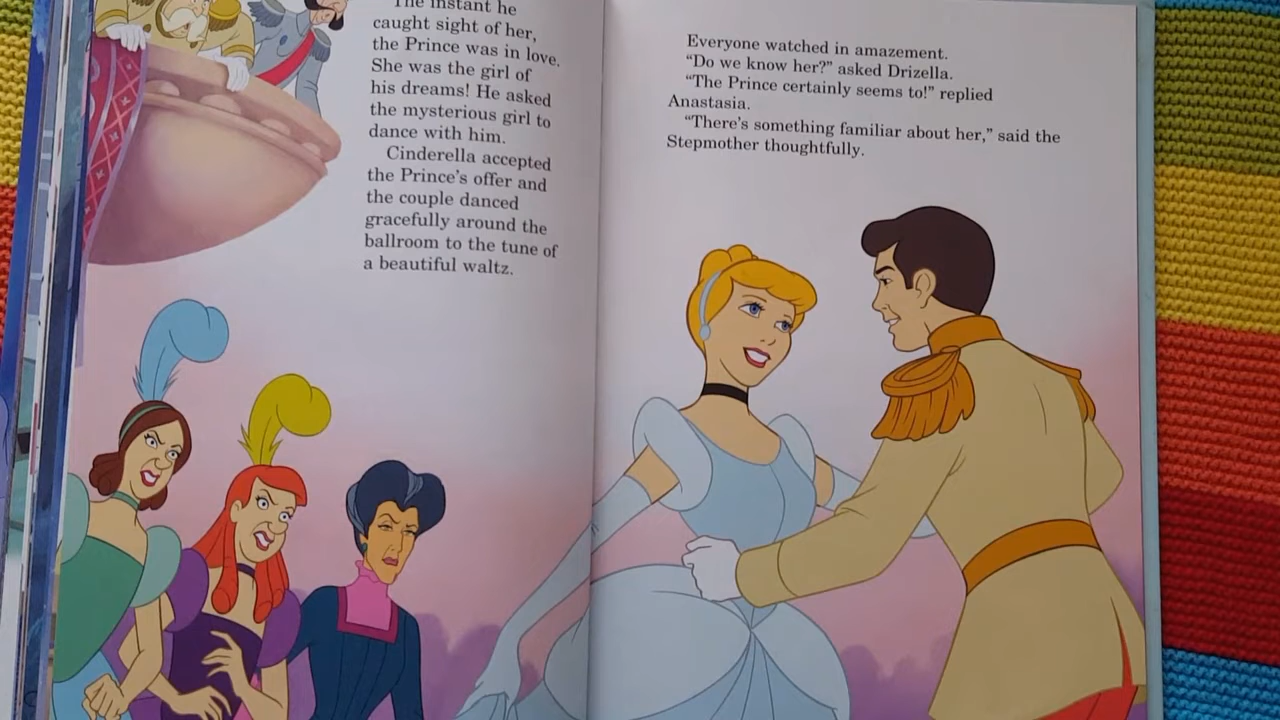 The instant he
caught sight of her,
the Prince was in love.
She was the girl of
his dreams! He asked
the mysterious girl to
dance with him.
Cinderella accepted
the Prince's offer and
the couple danced
gracefully around the
ballroom to the tune of
a beautiful waltz.
Everyone watched in amazement.
“Do we know her?” asked Drizella.
“The Prince certainly seems to!” replied
Anastasia.
“There's something familiar about her,” said the
Stepmother thoughtfully.